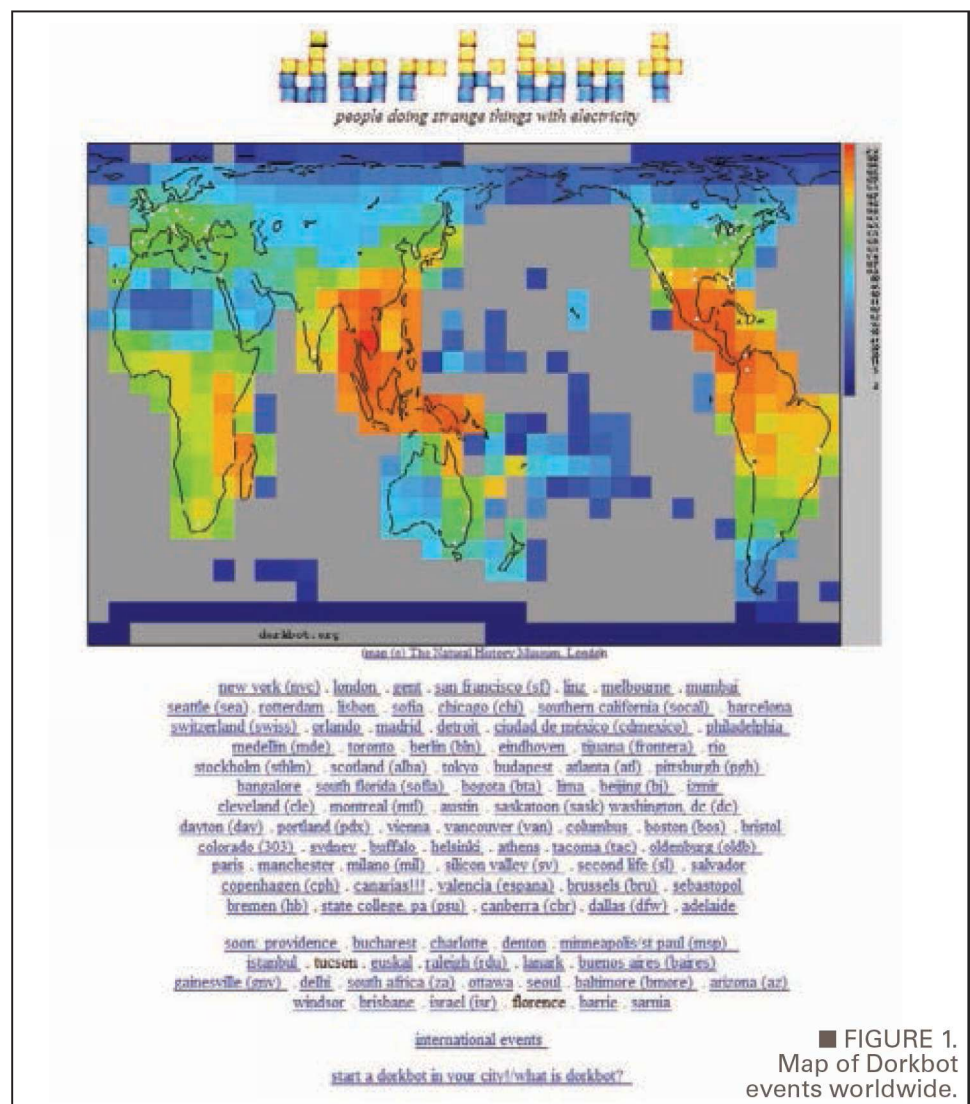 dorkbot
people doing strange things with electricity
dorkbot.org
(map (c) The Natural History Museum, London
new york (nyc) . london . gent . san francisco (sf) . linz . melbourne . mumbai
seattle (sea) . rotterdam . lisbon . sofia . chicago (chi) . southern california (socal) . barcelona
switzerland (swiss) . orlando . madrid . detroit . ciudad de méxico (cdmexico) . philadelphia
medellin (mde) . toronto . berlin (bln) . eindhoven . tijuana (frontera) . rio
stockholm (sthlm) . scotland (alba) . tokyo . budapest . atlanta (atl) . pittsburgh (pgh)
bangalore . south florida (sofla) . bogota (bta) . lima . beijing (bj) . izmir
cleveland (cle) . montreal (mtl) . austin . saskatoon (sask) washington, dc (dc)
dayton (day) . portland (pdx) . vienna . vancouver (van) . columbus . boston (bos) . bristol
colorado (303) . sydney . buffalo . helsinki . athens . tacoma (tac) . oldenburg (oldb)
paris . manchester . milano (mil) . silicon valley (sv) . second life (sl) . salvador
copenhagen (cph) . canarias!!! . valencia (espana) . brussels (bru) . sebastopol
bremen (hb) . state college, pa (psu) . canberra (cbr) . dallas (dfw) . adelaide
soon: providence . bucharest . charlotte . denton . minneapolis/st paul (msp)
istanbul . tucson . euskal . raleigh (rdu) . lanark . buenos aires (baires)
gainesville (gnv) . delhi . south africa (za) . ottawa . seoul . baltimore (bmore) . arizona (az)
windsor . brisbane . israel (isr) . florence . barrie . sarnia
international events
start a dorkbot in your city!/what is dorkbot?
■ FIGURE 1.
Map of Dorkbot
events worldwide.